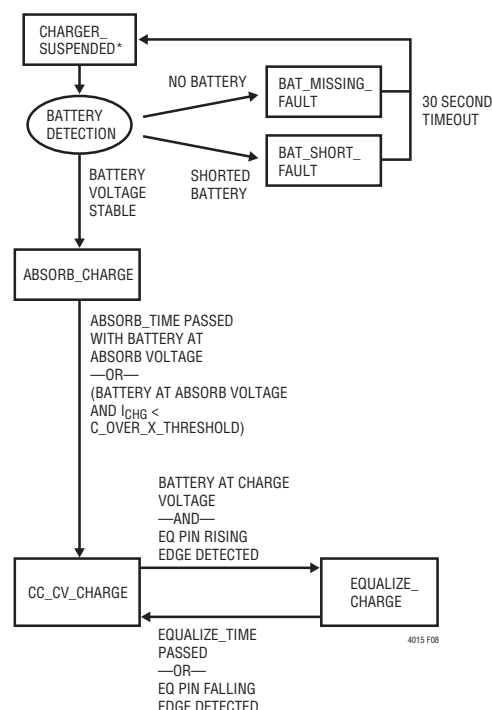 CHARGER_
SUSPENDED*
NO BATTERY
BAT_MISSING_
FAULT
30 SECOND
TIMEOUT
BATTERY
DETECTION
BAT_SHORT_
FAULT
BATTERY
VOLTAGE
STABLE
SHORTED
BATTERY
ABSORB_CHARGE
ABSORB_TIME PASSED
WITH BATTERY AT
ABSORB VOLTAGE
—OR—
(BATTERY AT ABSORB VOLTAGE
AND ICHG <
C_OVER_X_THRESHOLD)
BATTERY AT CHARGE
VOLTAGE
—AND—
EQ PIN RISING
EDGE DETECTED
CC_CV_CHARGE
EQUALIZE_
CHARGE
4015 F08
EQUALIZE_TIME
PASSED
—OR—
EQ PIN FALLING
EDGE DETECTED